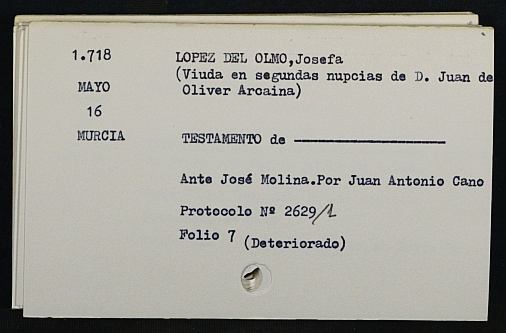 1.718
MAYO
16
MURCIA
LOPEZ DEL OLMO,Josefa
(Viuda en segundas nupcias de D. Juan de
Oliver Arcaina)
TESTAMENTO de ————————————————
Ante José Molina.Por Juan Antonio Cano
Protocolo Nº 2629/1
Folio 7 (Deteriorado)